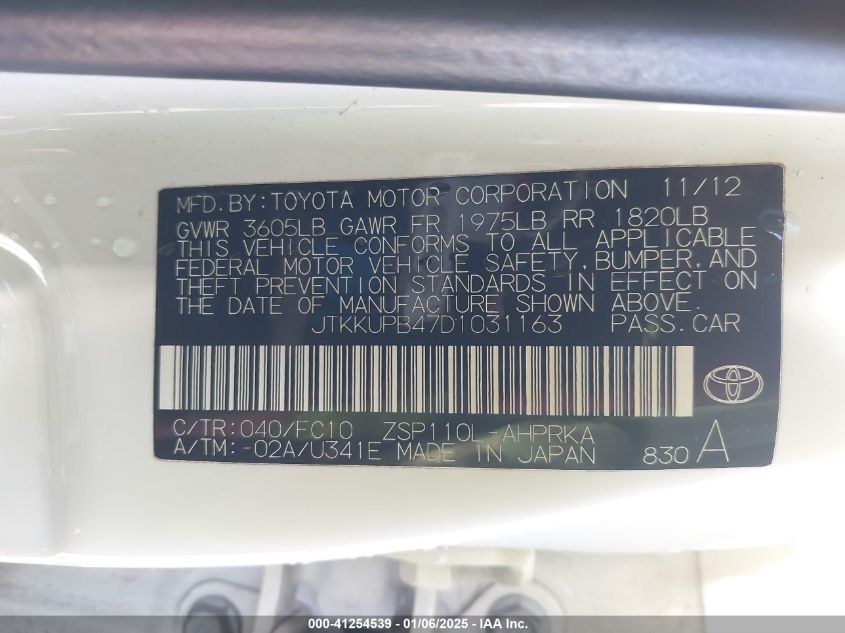 MFD. BY: TOYOTA MOTOR CORPORATION 11/12
GVWR 3605LB GAWR FR 1975LB RR 1820LB
THIS VEHICLE CONFORMS TO ALL APPLICABLE
FEDERAL MOTOR VEHICLE SAFETY, BUMPER, AND
THEFT PREVENTION STANDARDS IN EFFECT ON
THE DATE OF MANUFACTURE SHOWN ABOVE.
JTKKUPB47D1031163 PASS. CAR
C/TR: 040/FC10 ZSP110L-AHPRKA
A/TM: -02A/U341E MADE IN JAPAN 830 A
000-41254539 - 01/06/2025 - © IAA Inc.